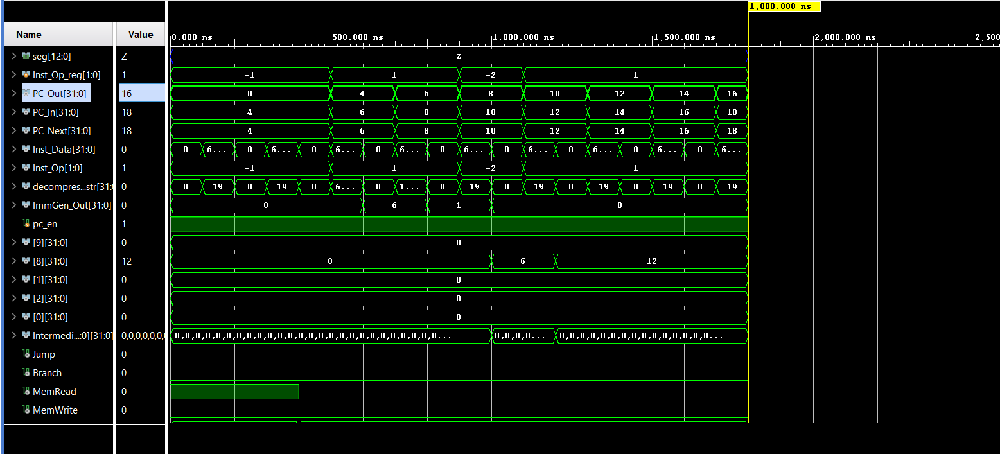 1,800.000 ns
Name Value
0.000 ns 500.000 ns 1,000.000 ns 1,500.000 ns 2,000.000 ns 2,500
seg[12:0] Z Z
Inst_Op_reg[1:0] 1 -1 1 -2 1
PC_Out[31:0] 16 0 4 6 8 10 12 14 16
PC_In[31:0] 18 4 6 8 10 12 14 16 18
PC_Next[31:0] 18 4 6 8 10 12 14 16 18
Inst_Data[31:0] 0 0 6... 0 6... 0 6... 0 6... 0 6... 0 6... 0 6... 0 6... 0 6...
Inst_Op[1:0] 1 -1 1 -2 1
decompres...str[31:0 0 0 19 0 19 0 6... 0 1... 0 19 0 19 0 19 0 19 0 19
ImmGen_Out[31:0] 0 0 6 1 0
pc_en 1
[9][31:0] 0 0
[8][31:0] 12 0 6 12
[1][31:0] 0 0
[2][31:0] 0 0
[0][31:0] 0 0
Intermedi...:0][31:0] 0,0,0,0,0,0,0 0,0,0,0,0,0,0,0,0,0,0,0,0,0,0,0,0,0,0,0,0,0,0,0,0,0... 0,0,0,0... 0,0,0,0,0,0,0,0,0,0,0,0,0,0,0...
Jump 0
Branch 0
MemRead 0
MemWrite 0